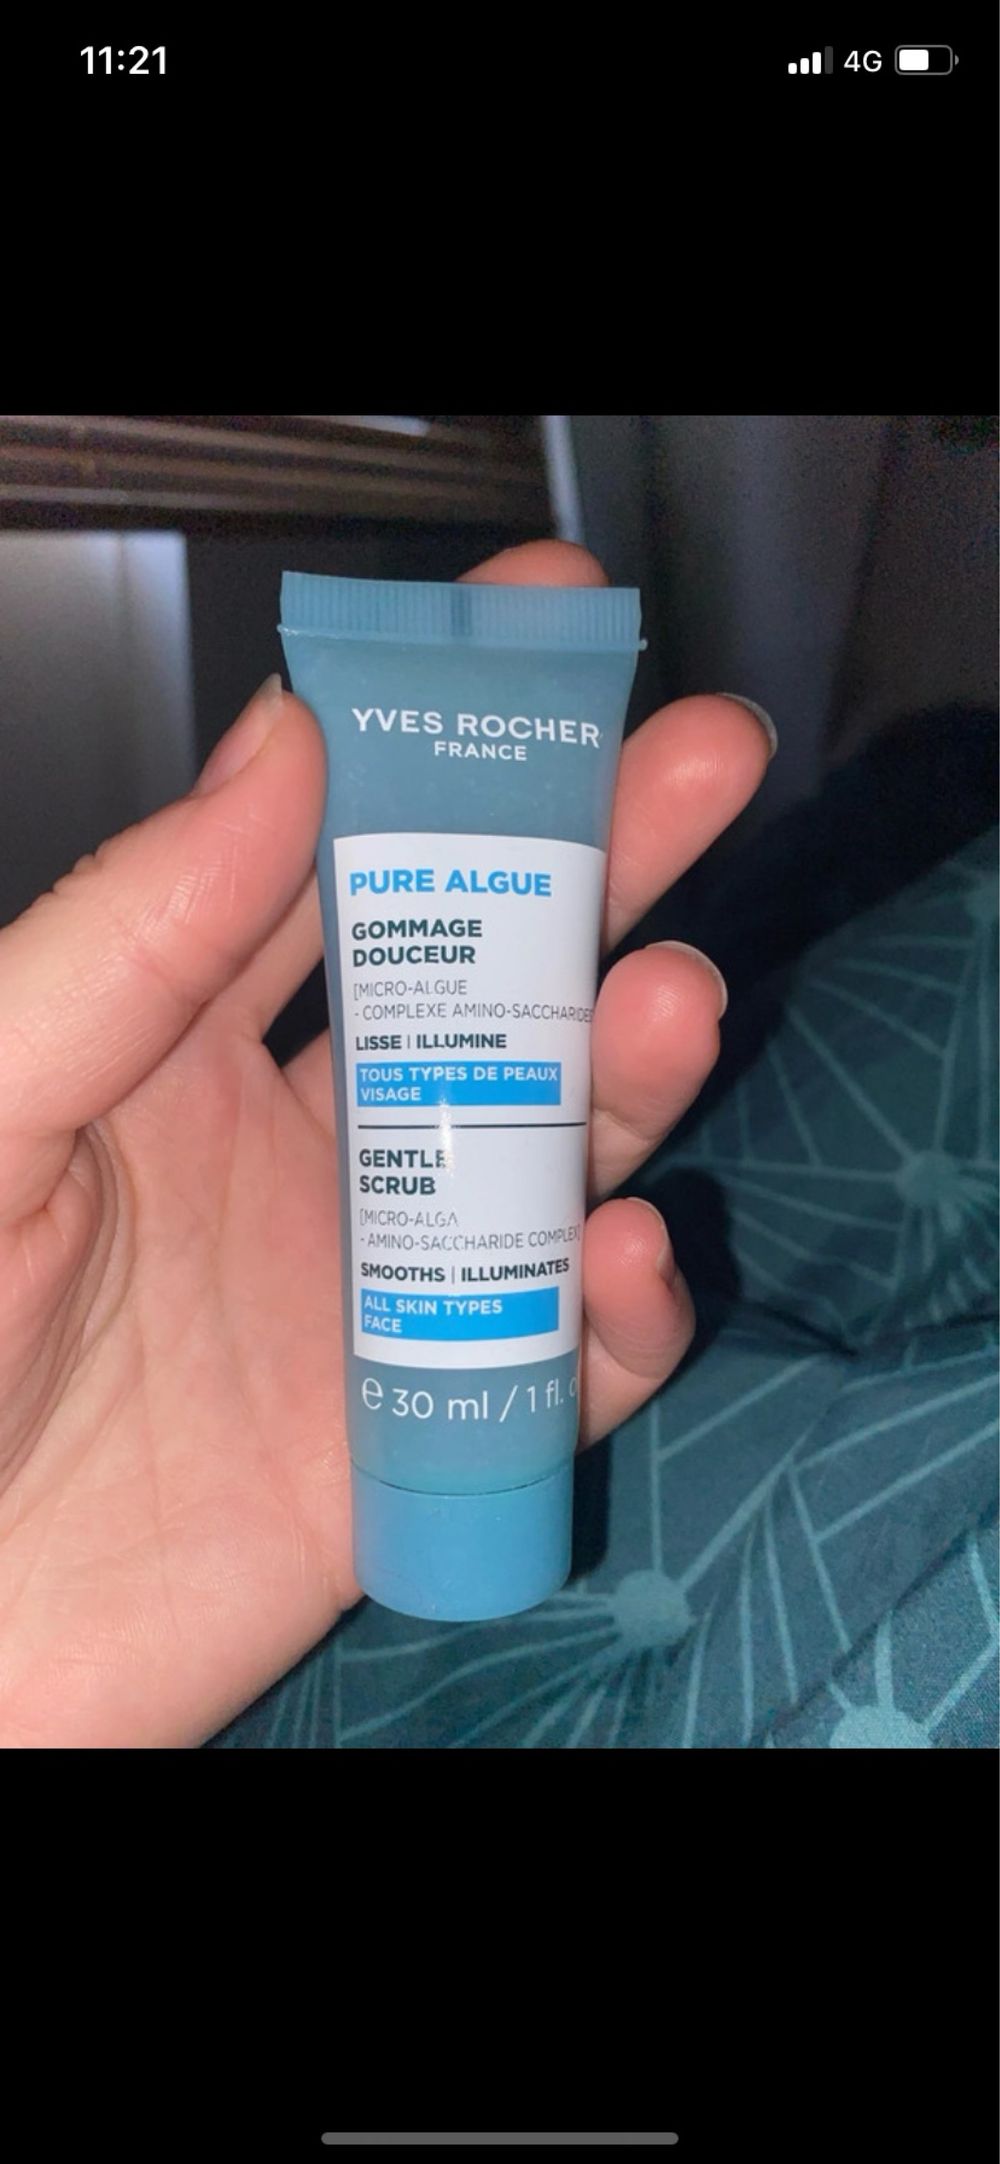 11:21
4G
YVES ROCHER
FRANCE
PURE ALGUE
GOMMAGE
DOUCEUR
[MICRO-ALGUE
- COMPLEXE AMINO-SACCHARIDE
LISSE | ILLUMINE
TOUS TYPES DE PEAUX
VISAGE
GENTLE
SCRUB
[MICRO-ALGA
- AMINO-SACCHARIDE COMPLEX]
SMOOTHS | ILLUMINATES
ALL SKIN TYPES
FACE
e 30 ml / 1 fl.